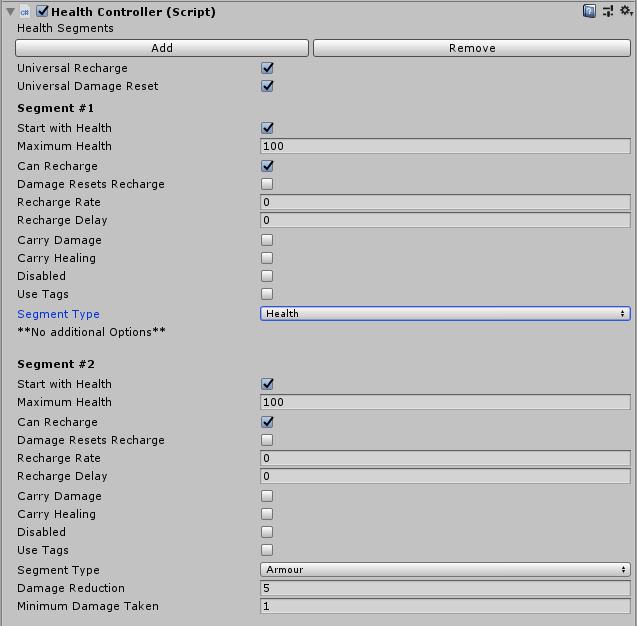 Health Controller (Script)
Health Segments
Add Remove
Universal Recharge
Universal Damage Reset
Segment #1
Start with Health
Maximum Health 100
Can Recharge
Damage Resets Recharge
Recharge Rate 0
Recharge Delay 0
Carry Damage
Carry Healing
Disabled
Use Tags
Segment Type Health
**No additional Options**
Segment #2
Start with Health
Maximum Health 100
Can Recharge
Damage Resets Recharge
Recharge Rate 0
Recharge Delay 0
Carry Damage
Carry Healing
Disabled
Use Tags
Segment Type Armour
Damage Reduction 5
Minimum Damage Taken 1